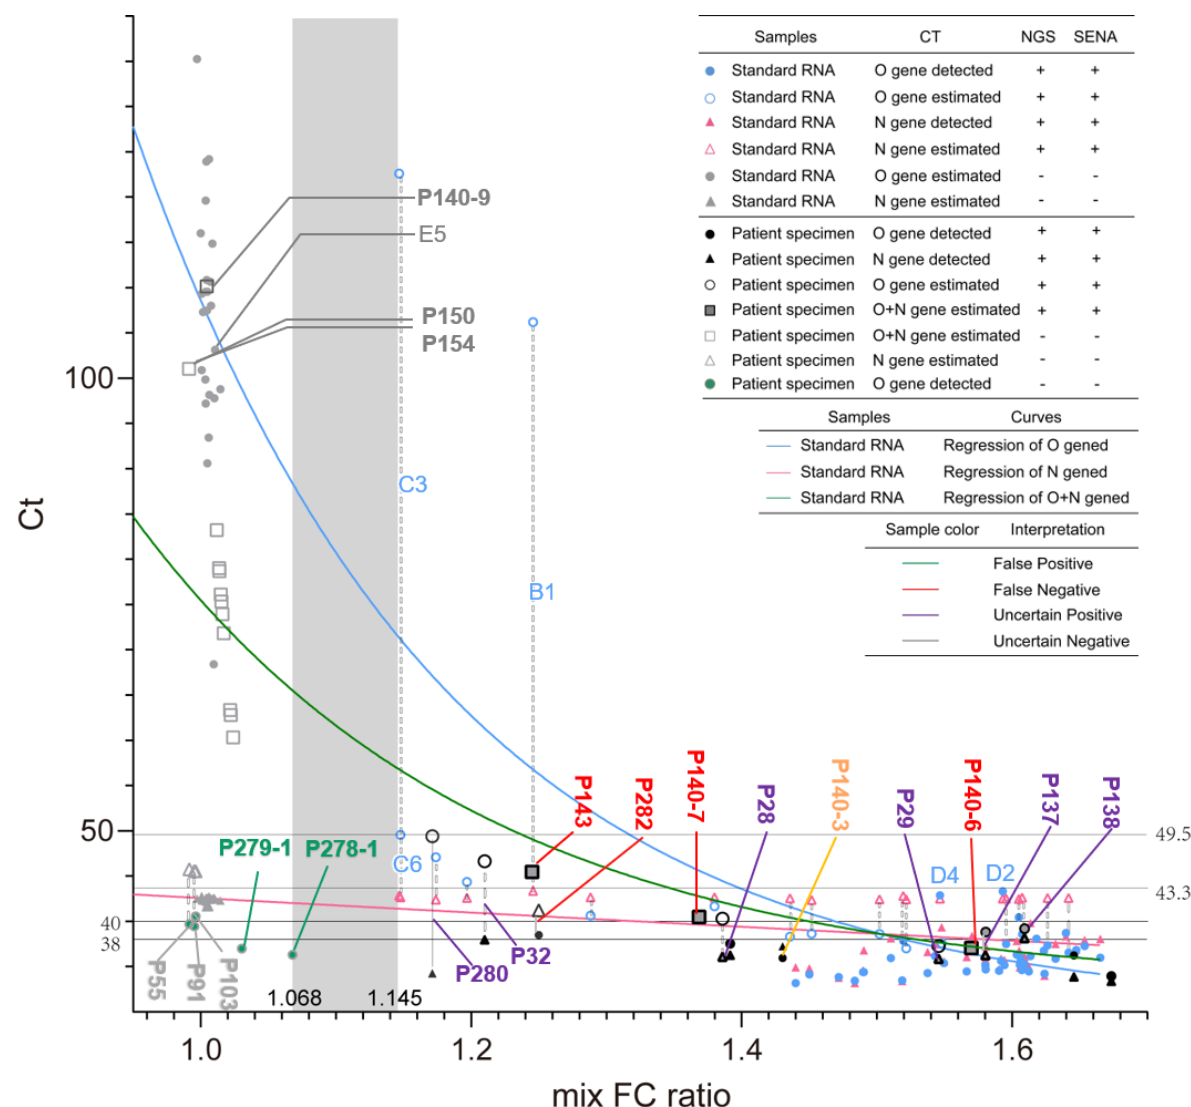 Samples CT NGS SENA
Standard RNA O gene detected + +
Standard RNA O gene estimated + +
Standard RNA N gene detected + +
Standard RNA N gene estimated + +
Standard RNA O gene estimated - -
Standard RNA N gene estimated - -
Patient specimen O gene detected + +
Patient specimen N gene detected + +
Patient specimen O gene estimated + +
Patient specimen O+N gene estimated + +
Patient specimen O+N gene estimated - -
Patient specimen N gene estimated - -
Patient specimen O gene detected - -
Samples Curves
Standard RNA Regression of O gened
Standard RNA Regression of N gened
Standard RNA Regression of O+N gened
Sample color Interpretation
False Positive
False Negative
Uncertain Positive
Uncertain Negative
P140-9
E5
P150
P154
100
Ct
C3
B1
50
49.5
P143
P282
P140-7
P28
P140-3
P29
P140-6
P137
P138
P279-1 P278-1
C6
D4 D2
43.3
40
38
P32
P280
P55
P91
P103
1.068 1.145
1.0 1.2 1.4 1.6
mix FC ratio